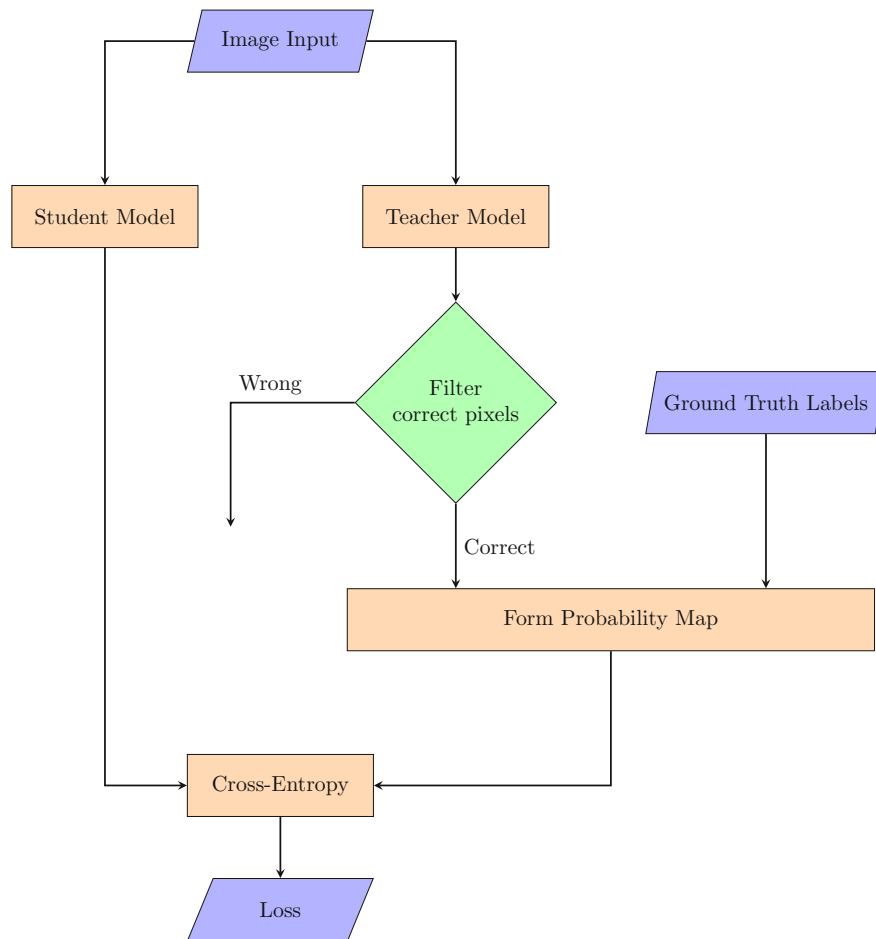 Image Input
Student Model
Teacher Model
Wrong
Filter
correct pixels
Ground Truth Labels
Correct
Form Probability Map
Cross-Entropy
Loss